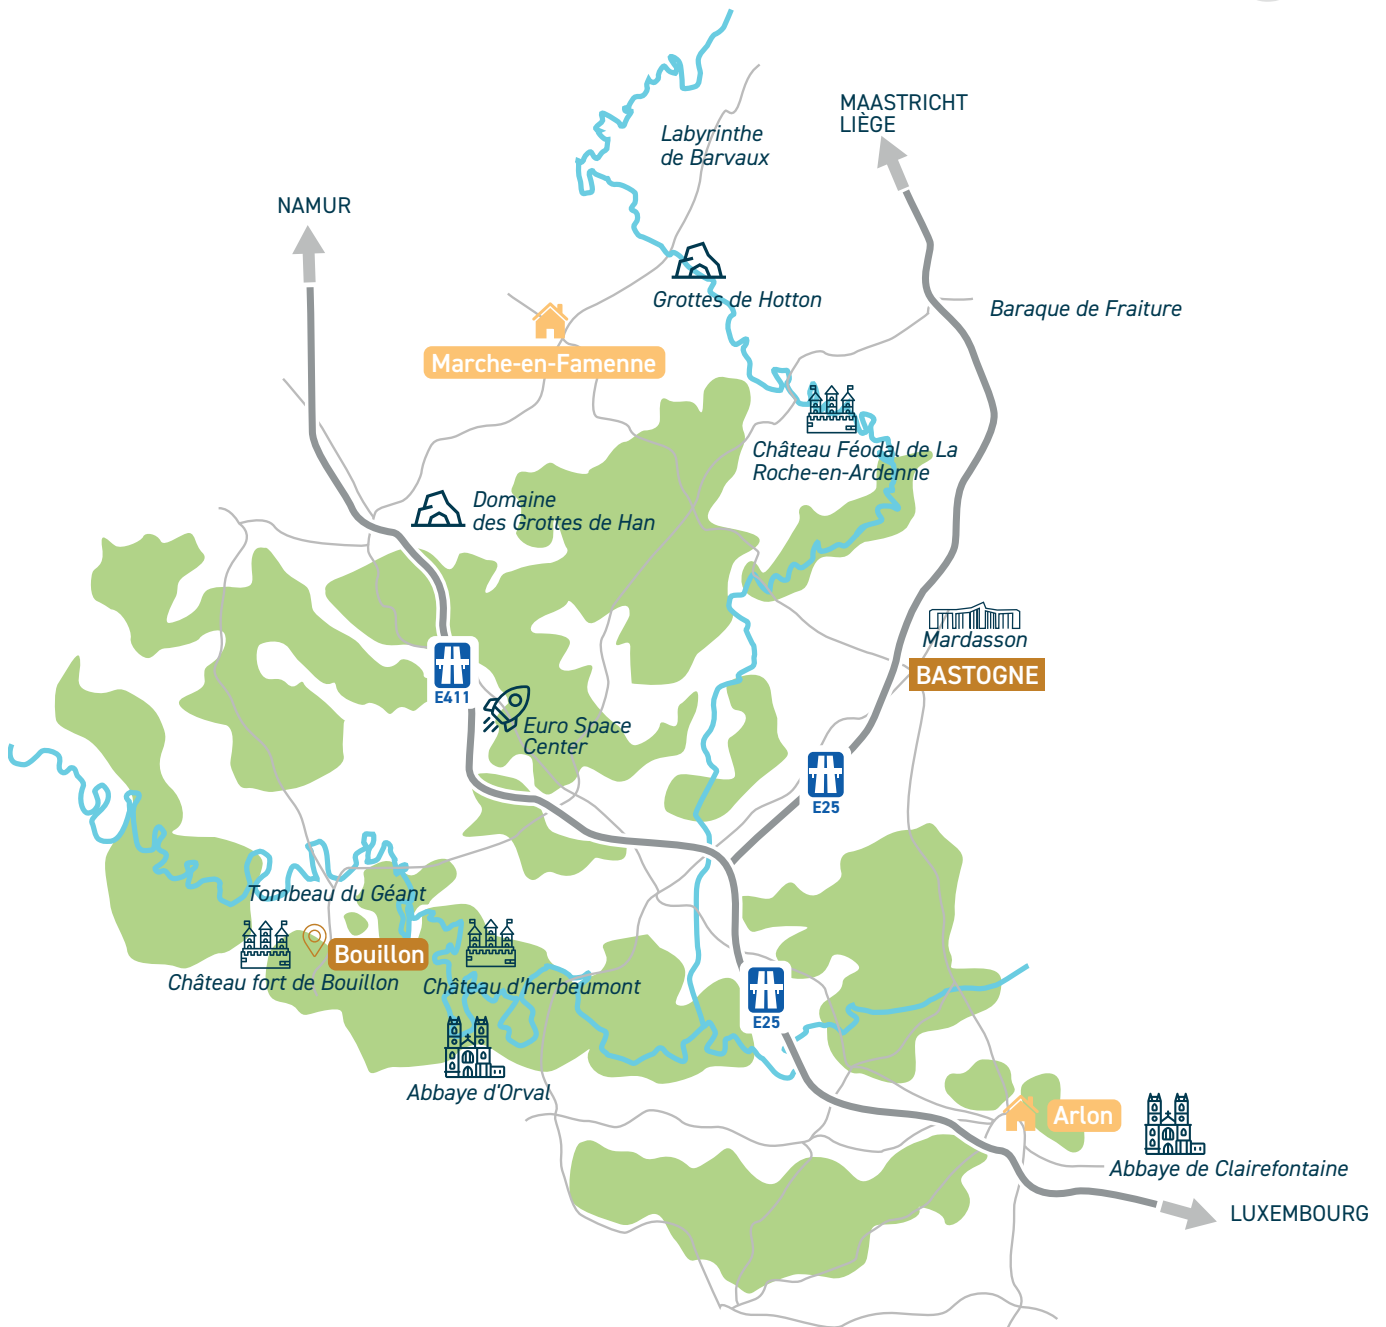 MAASTRICHT
LIÈGE
Labyrinthe
de Barvaux
NAMUR
Grottes de Hotton
Baraque de Fraiture
Marche-en-Famenne
Château Féodal de La
Roche-en-Ardenne
Domaine
des Grottes de Han
Mardasson
BASTOGNE
E411
Euro Space
Center
E25
Tombeau du Géant
Bouillon
Château fort de Bouillon
Château d'herbeumont
E25
Abbaye d'Orval
Arlon
Abbaye de Clairefontaine
LUXEMBOURG